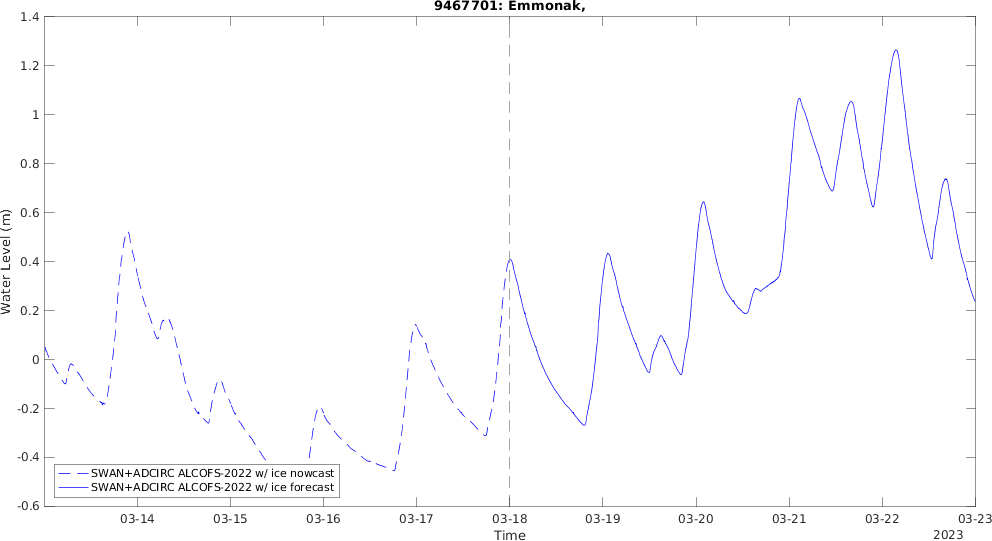 9467701: Emmonak,
1.4
1.2
1
0.8
0.6
0.4
0.2
0
-0.2
-0.4
-0.6
Water Level (m)
SWAN+ADCIRC ALCOFS-2022 w/ ice nowcast
SWAN+ADCIRC ALCOFS-2022 w/ ice forecast
03-14 03-15 03-16 03-17 03-18 03-19 03-20 03-21 03-22 03-23
Time
2023